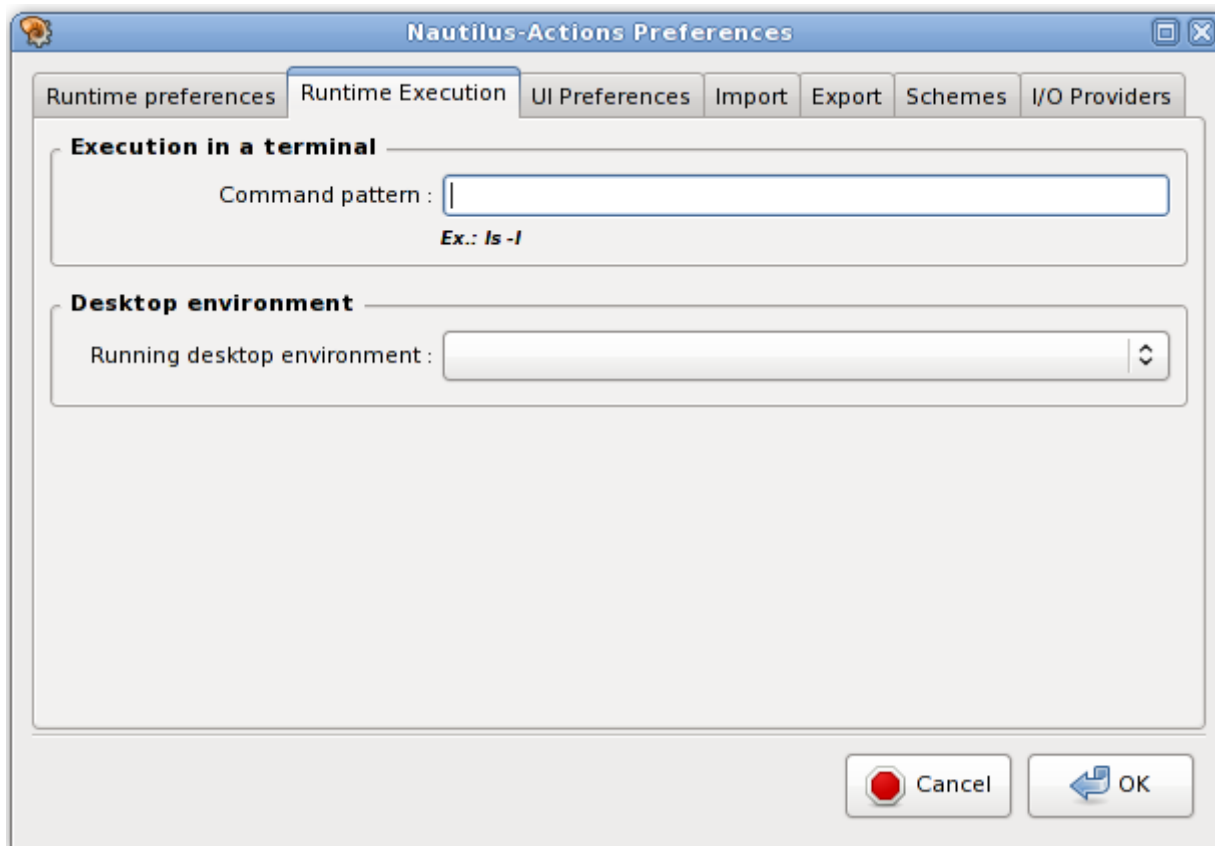 Nautilus-Actions Preferences
Runtime preferences Runtime Execution UI Preferences Import Export Schemes I/O Providers
Execution in a terminal
Command pattern :
Ex.: ls -l
Desktop environment
Running desktop environment :
Cancel OK